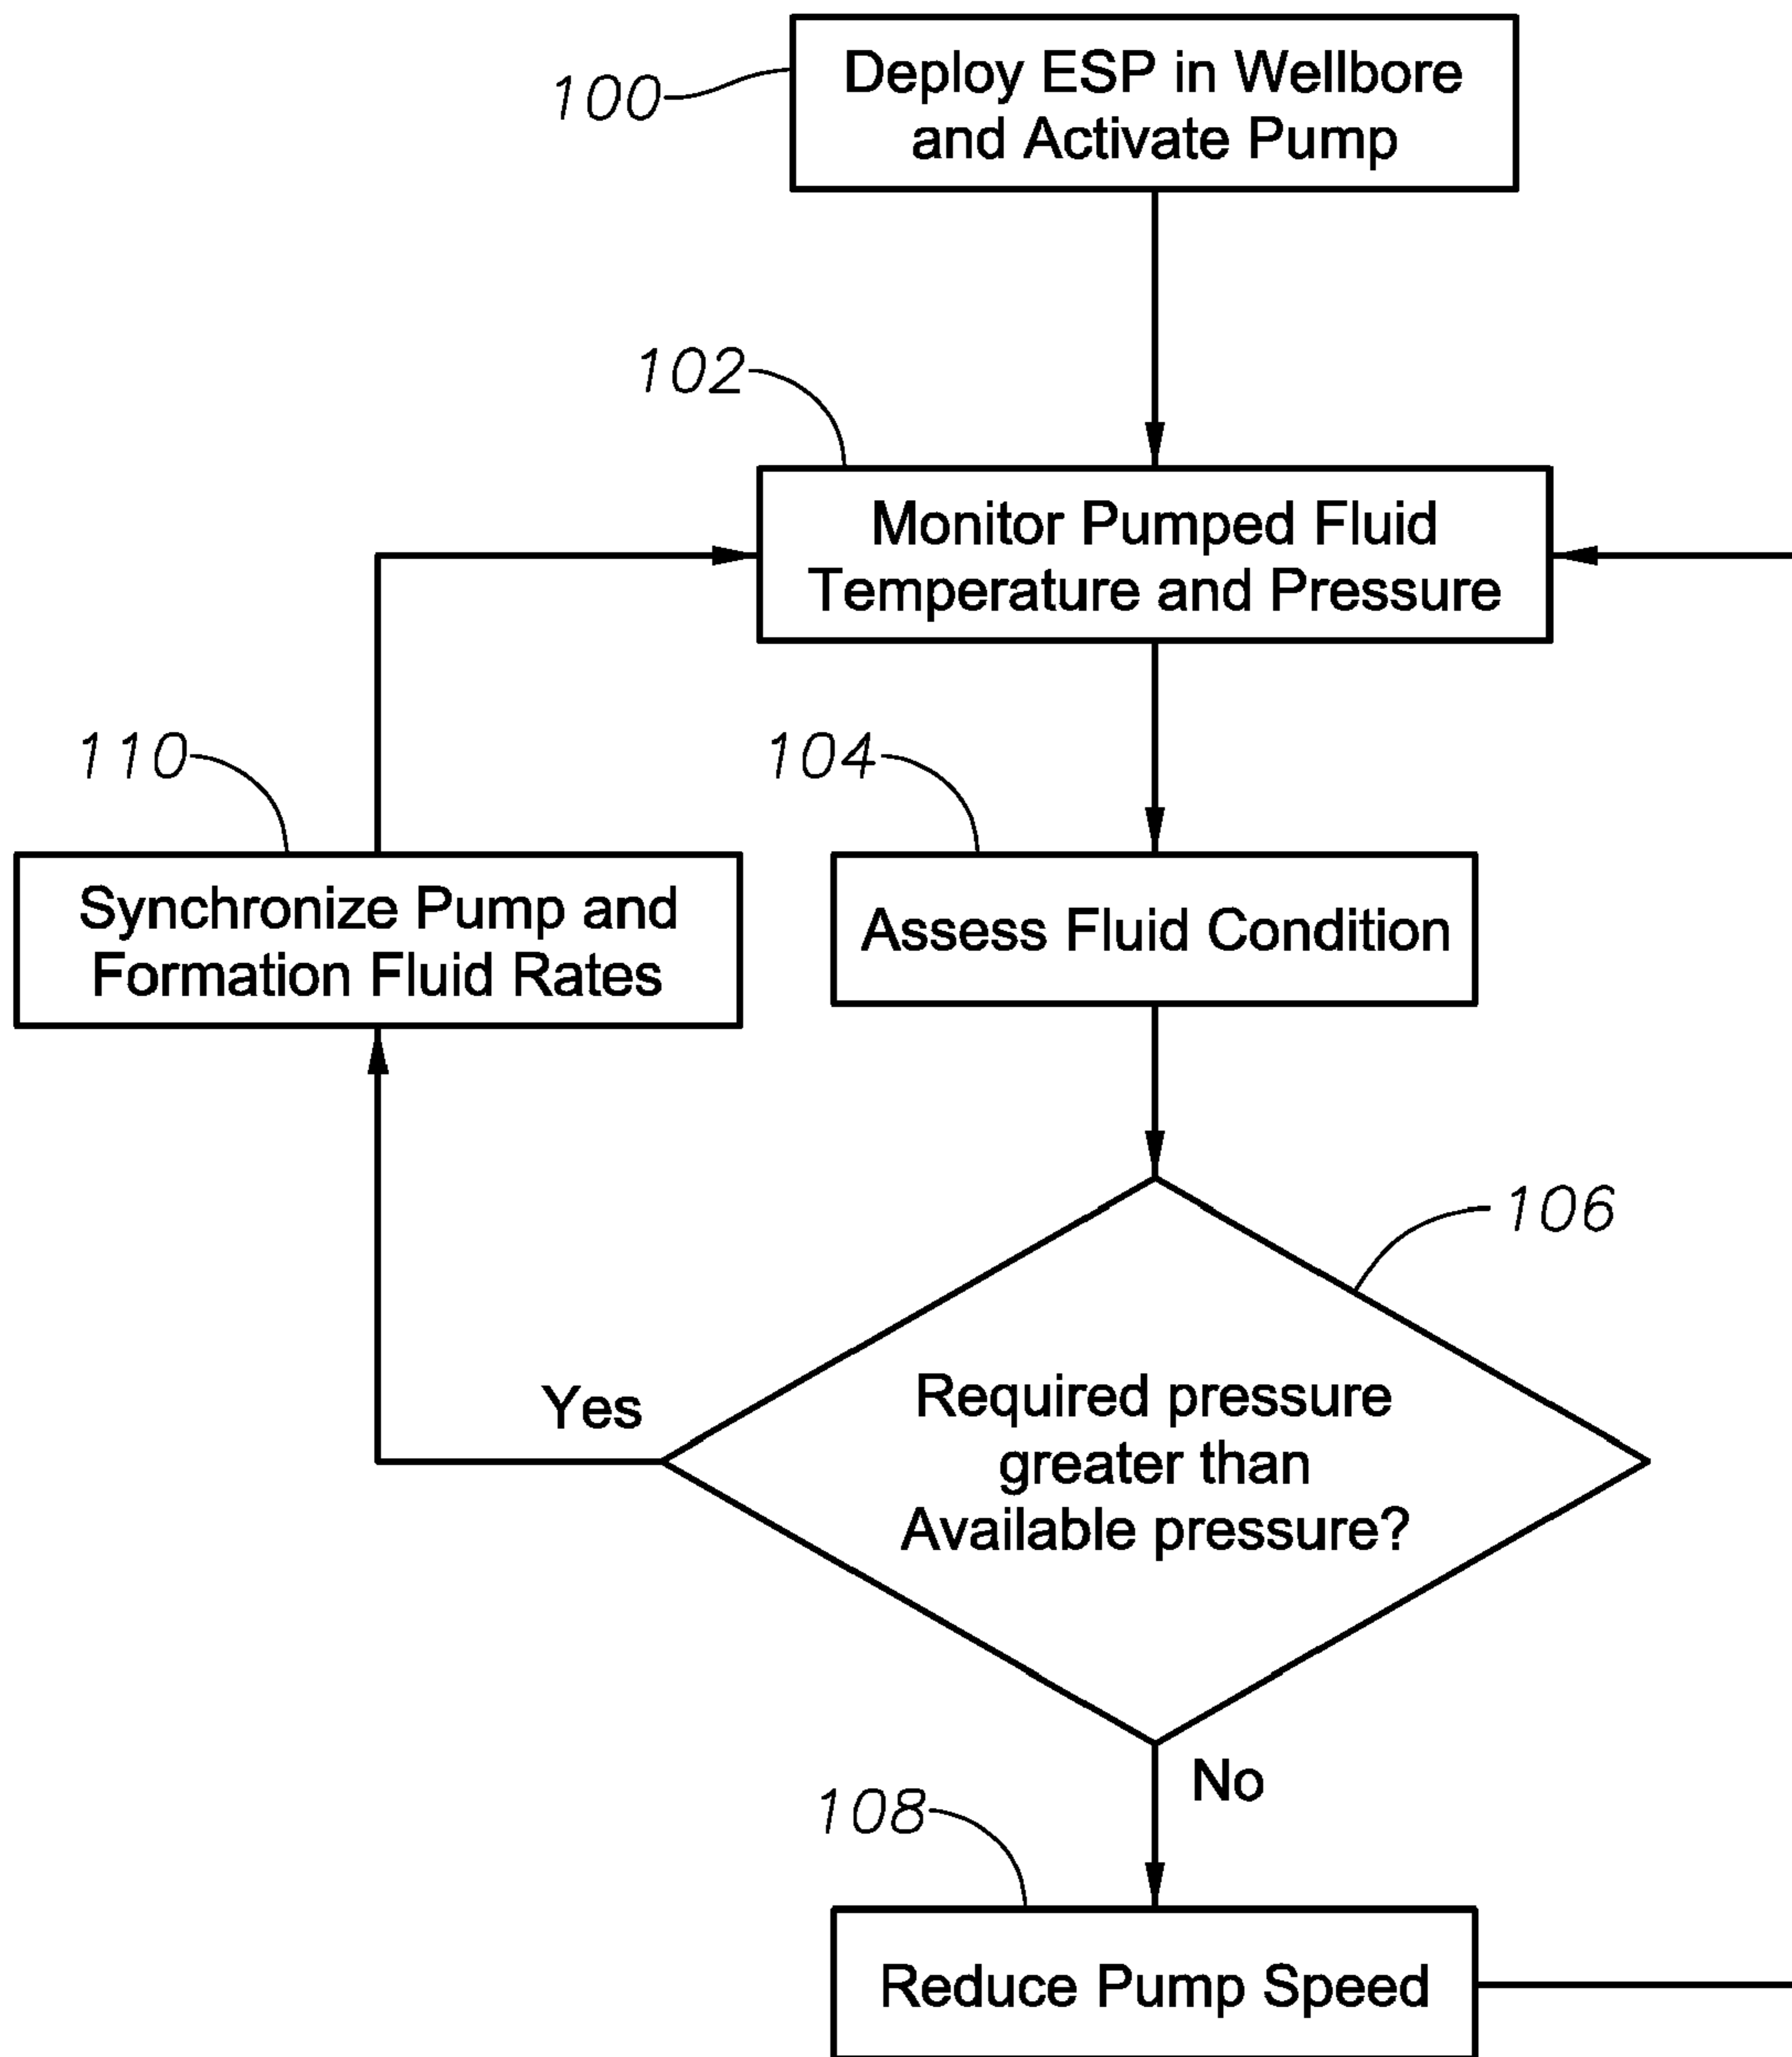 100
Deploy ESP in Wellbore
and Activate Pump
102
Monitor Pumped Fluid
Temperature and Pressure
110
104
Synchronize Pump and
Formation Fluid Rates
Assess Fluid Condition
106
Yes
Required pressure
greater than
Available pressure?
No
108
Reduce Pump Speed